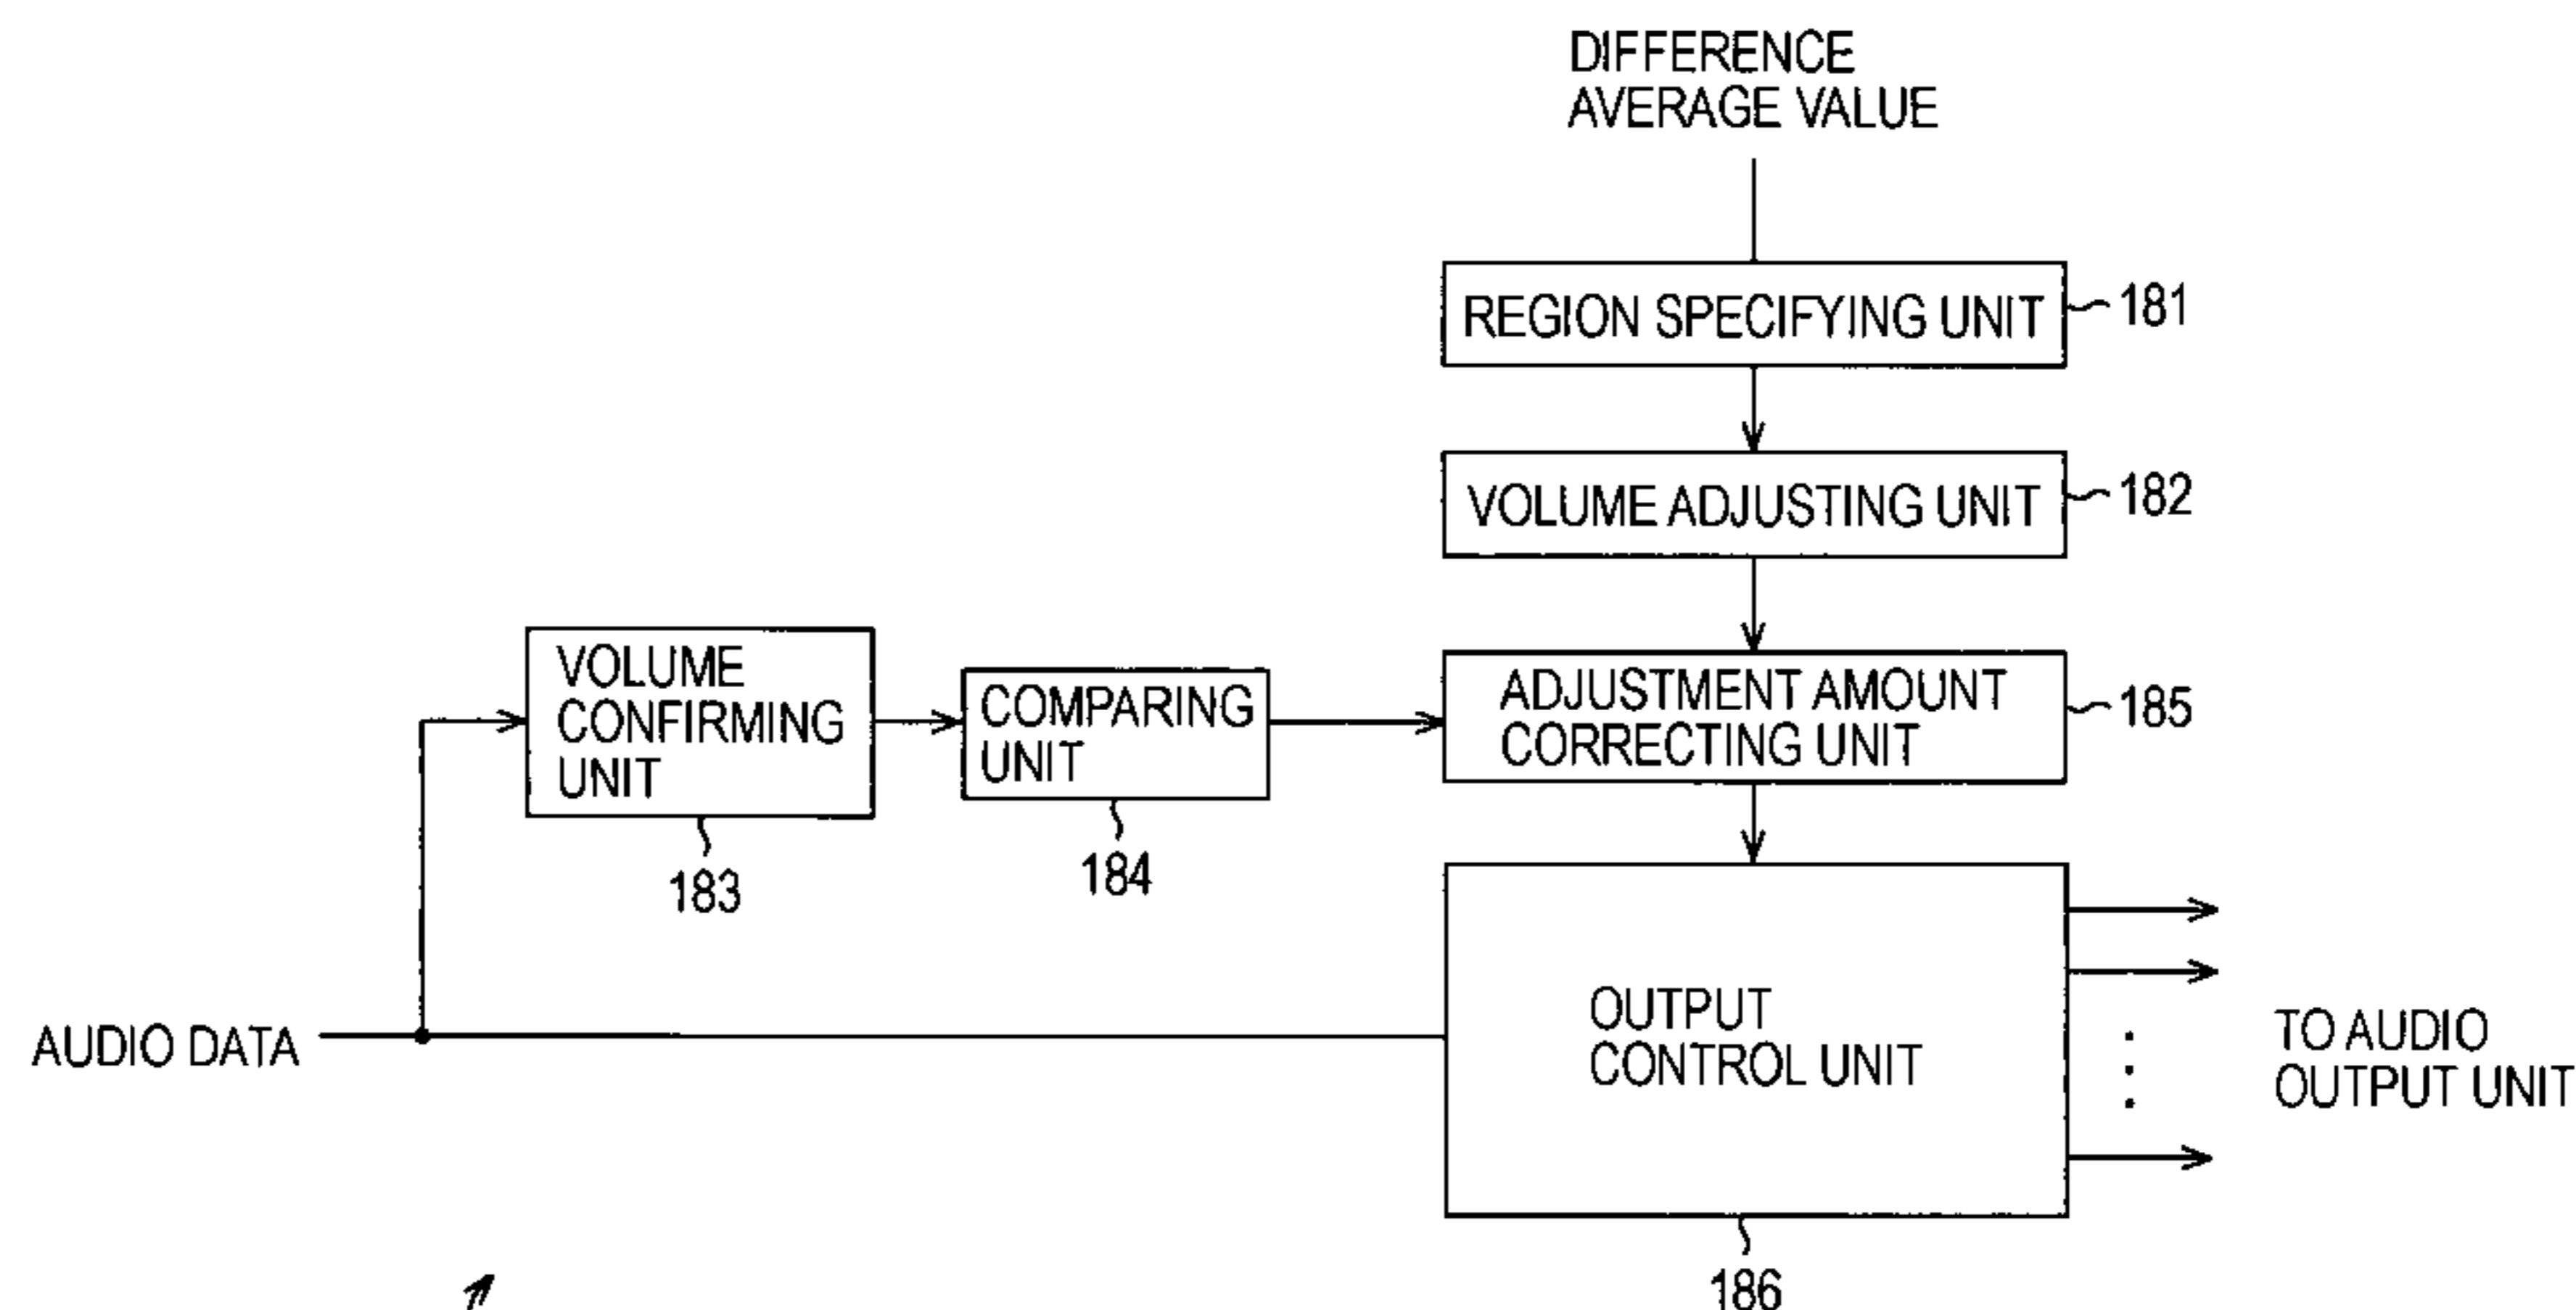 DIFFERENCE
AVERAGE VALUE
REGION SPECIFYING UNIT
181
VOLUME ADJUSTING UNIT
182
VOLUME
CONFIRMING
UNIT
183
COMPARING
UNIT
184
ADJUSTMENT AMOUNT
CORRECTING UNIT
185
AUDIO DATA
OUTPUT
CONTROL UNIT
186
TO AUDIO
OUTPUT UNIT